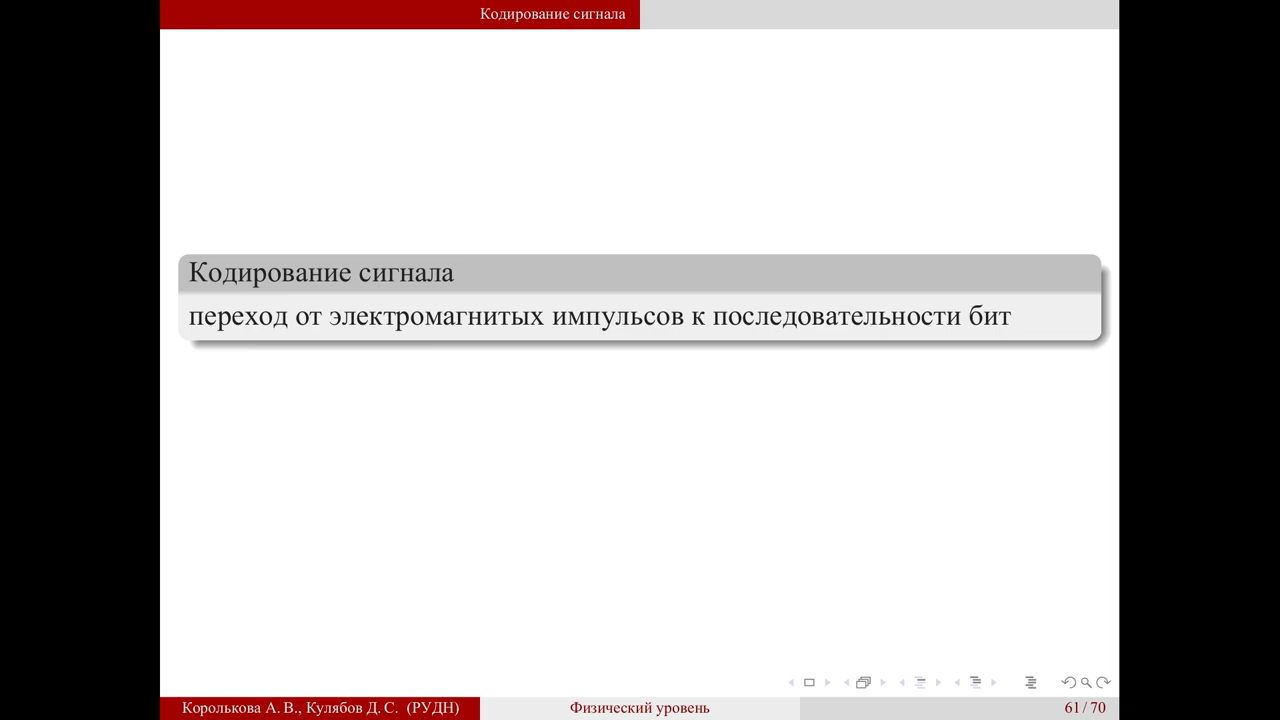 Кодирование сигнала
Кодирование сигнала
переход от электромагнитых импульсов к последовательности бит
Королькова А. В., Кулябов Д. С. (РУДН)
Физический уровень
61 / 70